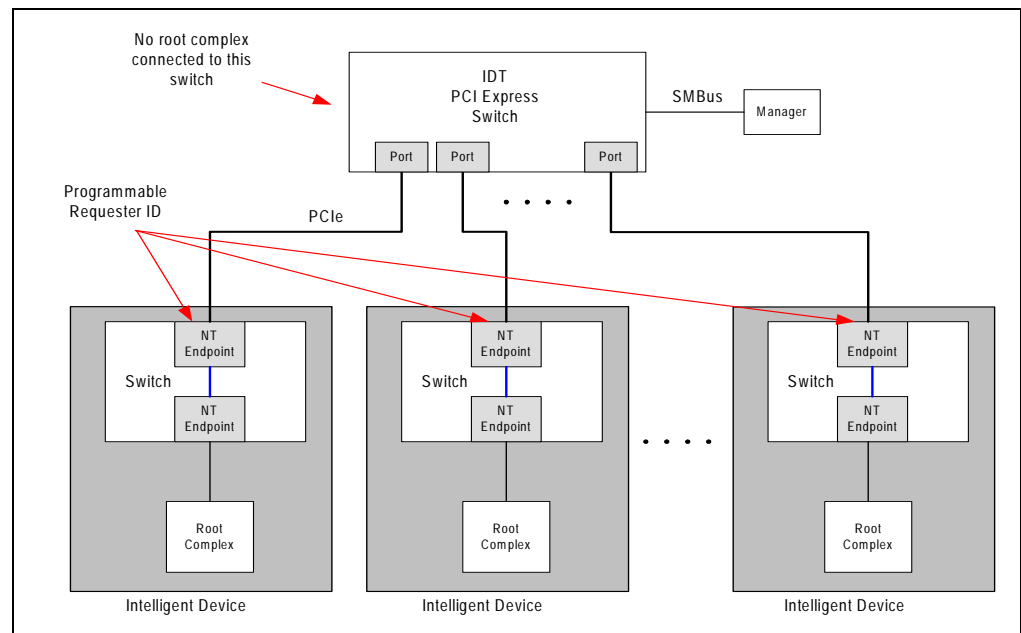 No root complex
connected to this
switch
IDT
PCI Express
Switch
SMBus
Manager
Port
Port
Port
Programmable
Requester ID
PCIe
NT
Endpoint
Switch
NT
Endpoint
Root
Complex
Intelligent Device
NT
Endpoint
Switch
NT
Endpoint
Root
Complex
Intelligent Device
NT
Endpoint
Switch
NT
Endpoint
Root
Complex
Intelligent Device